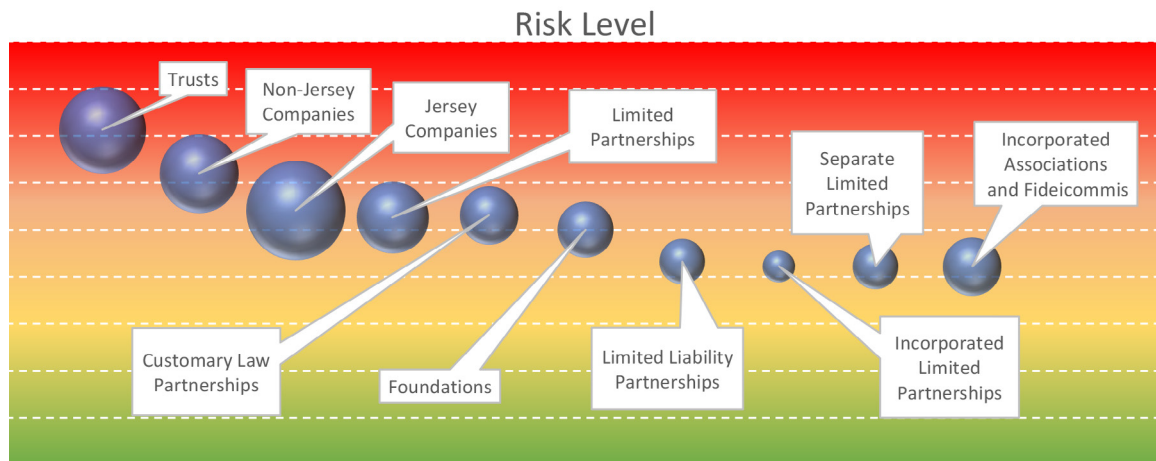 Risk Level
Trusts
Non-Jersey
Companies
Jersey
Companies
Limited
Partnerships
Separate
Limited
Partnerships
Incorporated
Associations
and Fideicommis
Customary Law
Partnerships
Foundations
Limited Liability
Partnerships
Incorporated
Limited
Partnerships